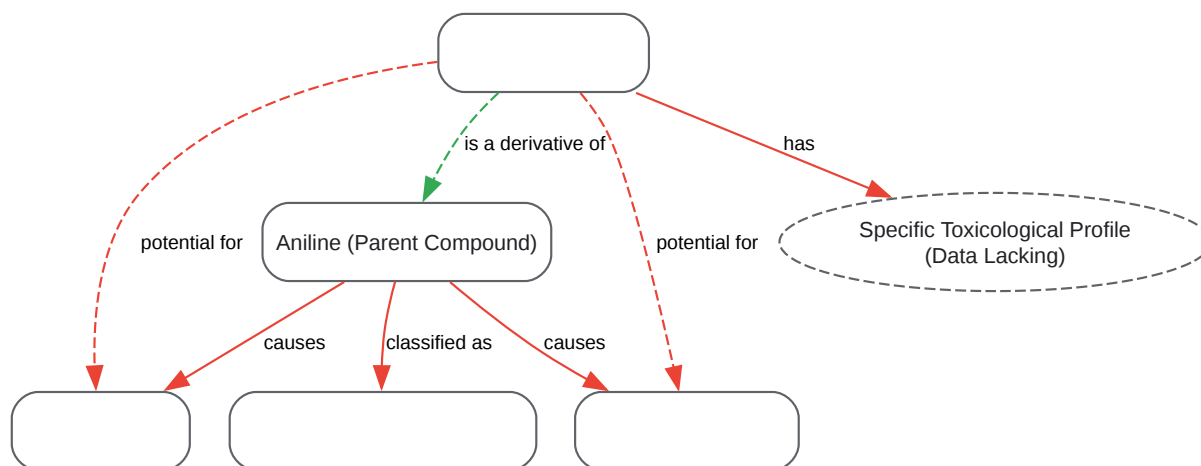 is a derivative of
has
potential for
Aniline (Parent Compound)
potential for
Specific Toxicological Profile
(Data Lacking)
causes
classified as
causes